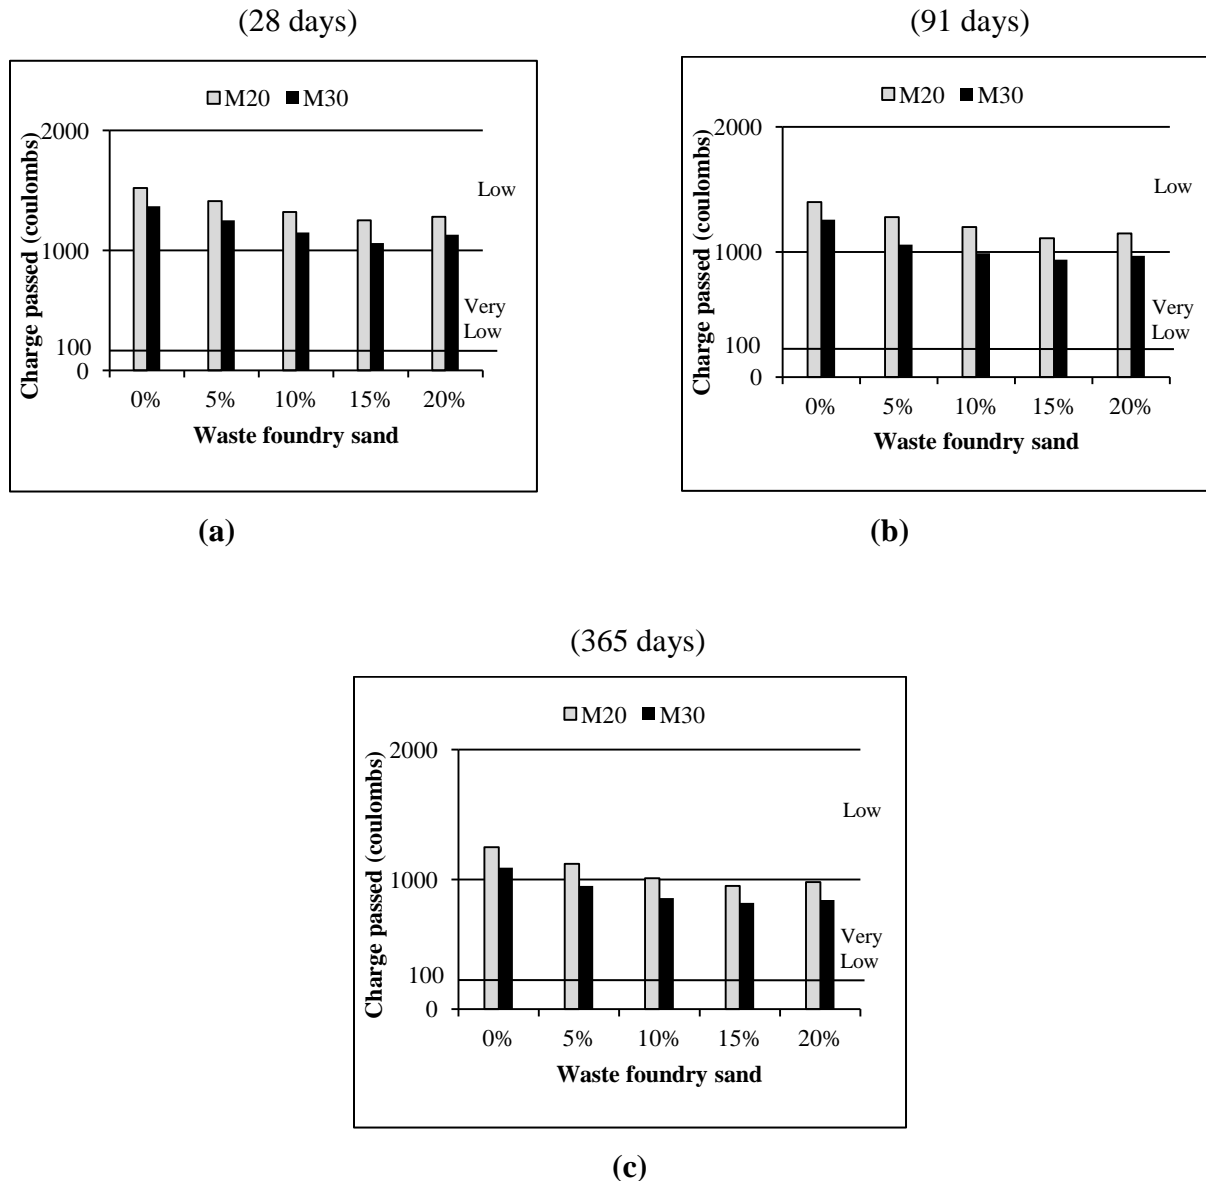 (28 days)
M20 M30
Charge passed (coulombs)
2000
1000
100
0
Low
Very
Low
0% 5% 10% 15% 20%
Waste foundry sand
(a)
(91 days)
M20 M30
Charge passed (coulombs)
2000
1000
100
0
Low
Very
Low
0% 5% 10% 15% 20%
Waste foundry sand
(b)
(365 days)
M20 M30
Charge passed (coulombs)
2000
1000
100
0
Low
Very
Low
0% 5% 10% 15% 20%
Waste foundry sand
(c)